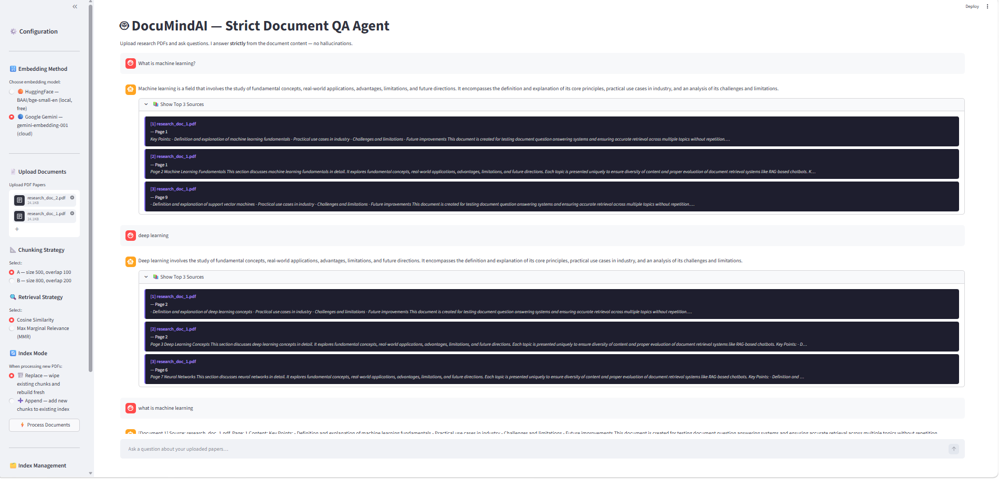 Deploy
Configuration
Embedding Method
Choose embedding model:
HuggingFace —
BAAI/bge-small-en (local,
free)
Google Gemini —
gemini-embedding-001
(cloud)
Upload Documents
Upload PDF Papers
research_doc_2.pdf
24.1KB
research_doc_1.pdf
24.1KB
Chunking Strategy
Select:
A — size 500, overlap 100
B — size 800, overlap 200
Retrieval Strategy
Select:
Cosine Similarity
Max Marginal Relevance
(MMR)
Index Mode
When processing new PDFs:
Replace — wipe
existing chunks and
rebuild fresh
Append — add new
chunks to existing index
Process Documents
Index Management
DocuMindAI — Strict Document QA Agent
Upload research PDFs and ask questions. I answer strictly from the document content — no hallucinations.
What is machine learning?
Machine learning is a field that involves the study of fundamental concepts, real-world applications, advantages, limitations, and future directions. It encompasses the definition and explanation of its core principles, practical use cases in industry, and an analysis of its challenges and limitations.
Show Top 3 Sources
[1] research_doc_1.pdf
— Page 1
Key Points: - Definition and explanation of machine learning fundamentals - Practical use cases in industry - Challenges and limitations - Future improvements This document is created for testing document question answering systems and ensuring accurate retrieval across multiple topics without repetition....
[2] research_doc_1.pdf
— Page 1
Page 2 Machine Learning Fundamentals This section discusses machine learning fundamentals in detail. It explores fundamental concepts, real-world applications, advantages, limitations, and future directions. Each topic is presented uniquely to ensure diversity of content and proper evaluation of document retrieval systems like RAG-based chatbots. K...
[3] research_doc_1.pdf
— Page 9
- Definition and explanation of support vector machines - Practical use cases in industry - Challenges and limitations - Future improvements This document is created for testing document question answering systems and ensuring accurate retrieval across multiple topics without repetition....
deep learning
Deep learning involves the study of fundamental concepts, real-world applications, advantages, limitations, and future directions. It encompasses the definition and explanation of its core principles, practical use cases in industry, and an analysis of its challenges and limitations.
Show Top 3 Sources
[1] research_doc_1.pdf
— Page 2
- Definition and explanation of deep learning concepts - Practical use cases in industry - Challenges and limitations - Future improvements This document is created for testing document question answering systems and ensuring accurate retrieval across multiple topics without repetition....
[2] research_doc_1.pdf
— Page 2
Page 3 Deep Learning Concepts This section discusses deep learning concepts in detail. It explores fundamental concepts, real-world applications, advantages, limitations, and future directions. Each topic is presented uniquely to ensure diversity of content and proper evaluation of document retrieval systems like RAG-based chatbots. Key Points: - D...
[3] research_doc_1.pdf
— Page 6
Page 7 Neural Networks This section discusses neural networks in detail. It explores fundamental concepts, real-world applications, advantages, limitations, and future directions. Each topic is presented uniquely to ensure diversity of content and proper evaluation of document retrieval systems like RAG-based chatbots. Key Points: - Definition and ...
what is machine learning
[Document 1] Source: research_doc_1.pdf, Page: 1 Content: Key Points: - Definition and explanation of machine learning fundamentals - Practical use cases in industry - Challenges and limitations - Future improvements This document is created for testing document question answering systems and ensuring accurate retrieval across multiple topics without repetition
Ask a question about your uploaded papers...